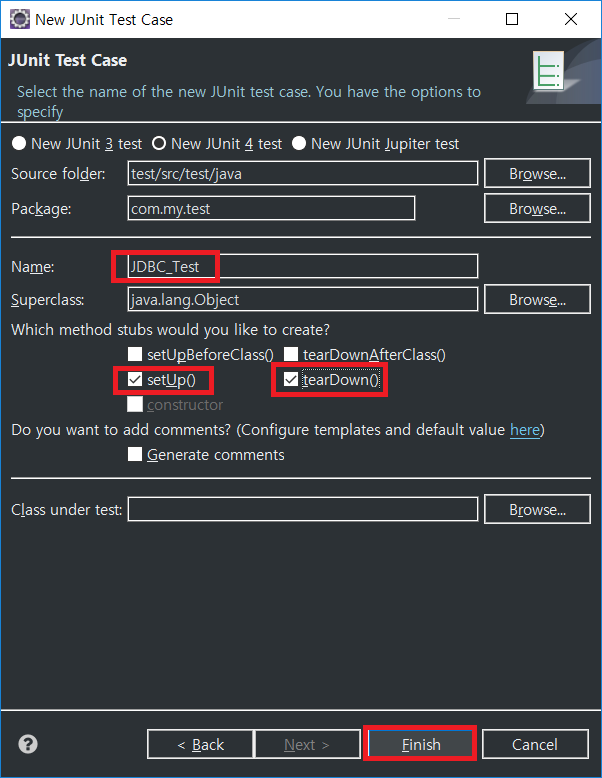 New JUnit Test Case
JUnit Test Case
Select the name of the new JUnit test case. You have the options to
specify
New JUnit 3 test New JUnit 4 test New JUnit Jupiter test
Source folder: test/src/test/java Browse...
Package: com.my.test Browse...
Name: JDBC_Test
Superclass: java.lang.Object Browse...
Which method stubs would you like to create?
setUpBeforeClass() tearDownAfterClass()
setUp() tearDown()
constructor
Do you want to add comments? (Configure templates and default value here)
Generate comments
Class under test: Browse...
? < Back Next > Finish Cancel